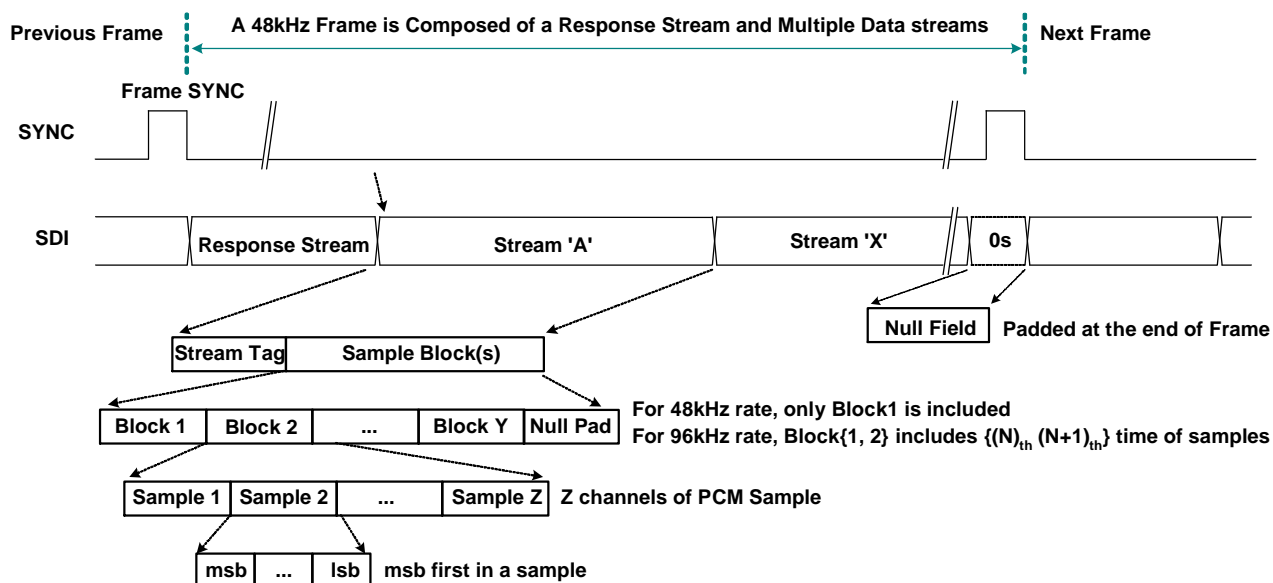 A 48kHz Frame is Composed of a Response Stream and Multiple Data streams
Previous Frame
Next Frame
Frame SYNC
SYNC
SDI
Response Stream
Stream 'A'
Stream 'X'
0s
Null Field
Padded at the end of Frame
Stream Tag
Sample Block(s)
Block 1
Block 2
...
Block Y
Null Pad
For 48kHz rate, only Block1 is included
For 96kHz rate, Block{1, 2} includes {(N)th (N+1)th} time of samples
Sample 1
Sample 2
...
Sample Z
Z channels of PCM Sample
msb
...
lsb
msb first in a sample